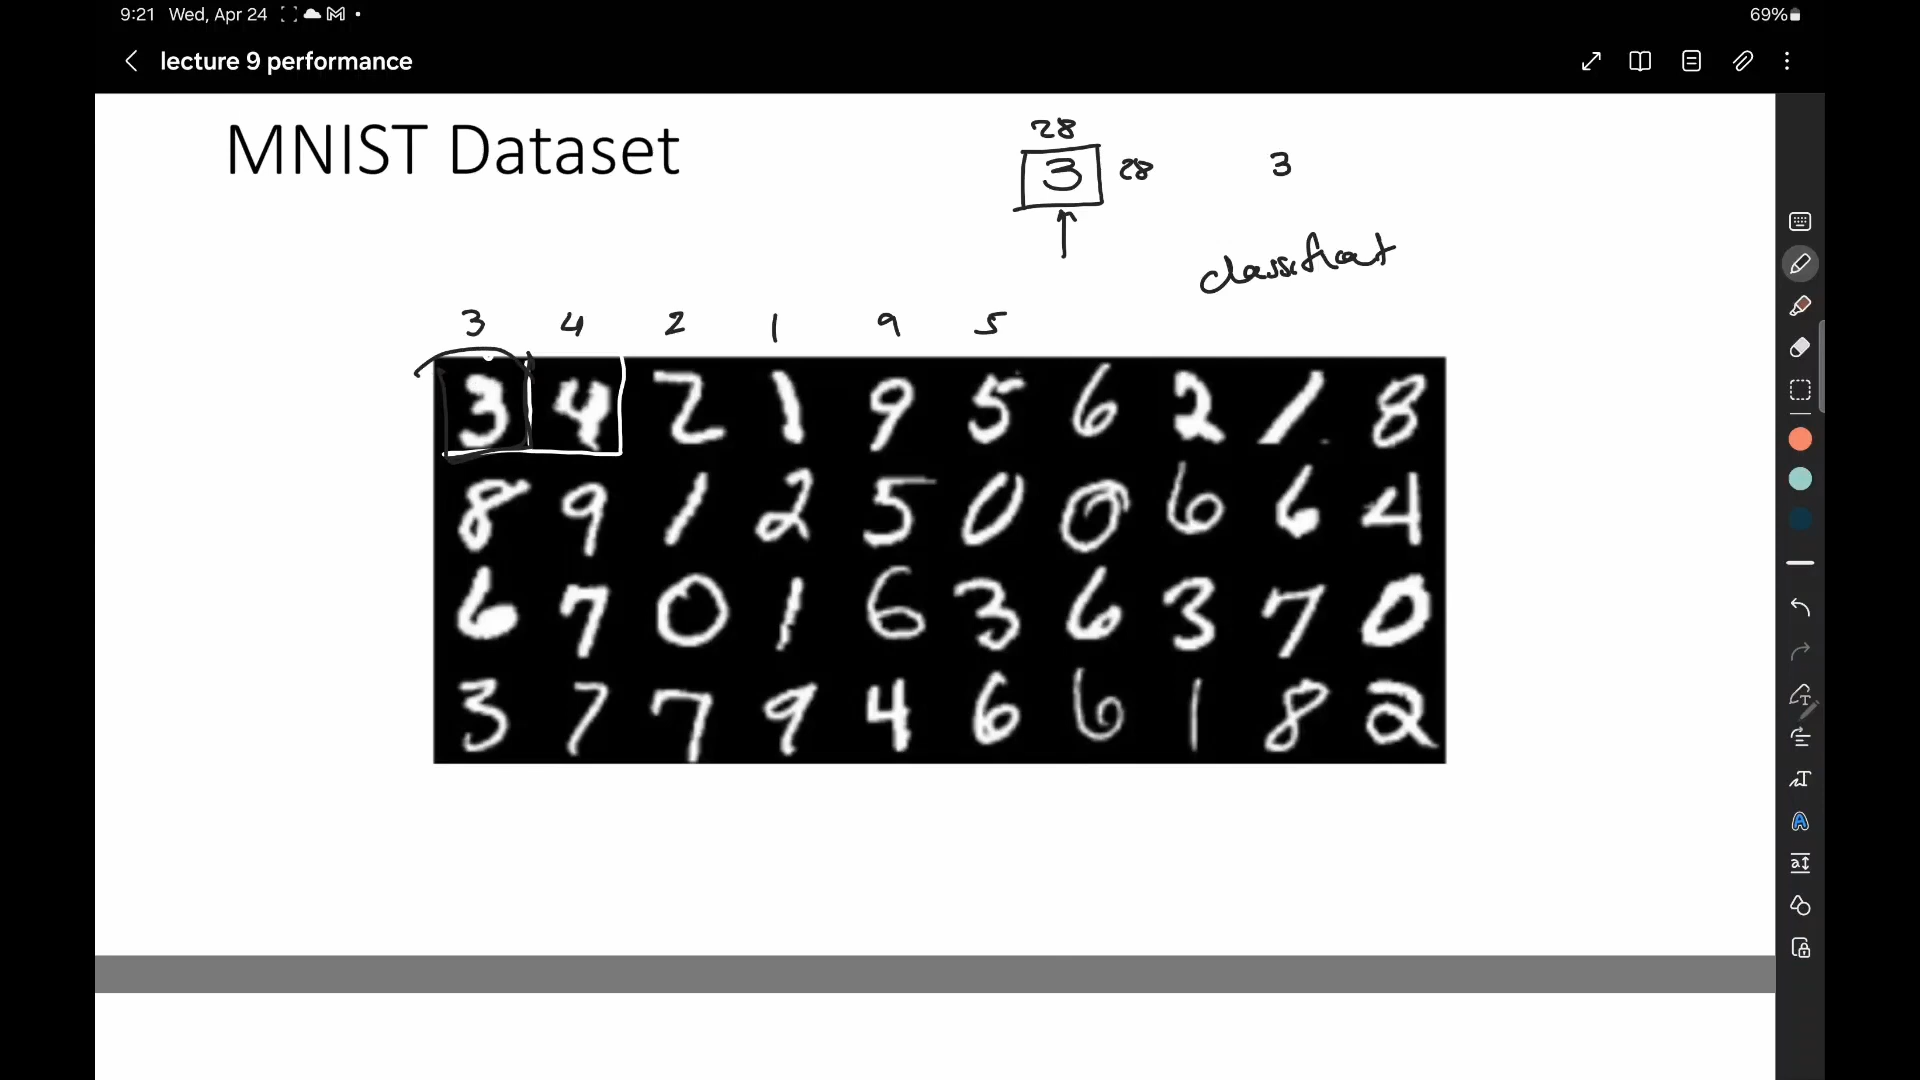 9:21 Wed, Apr 24
69%
lecture 9 performance
MNIST Dataset
28
3 28 3
classificat
3 4 2 1 9 5
3 4 2 1 9 5 6 2 1 8
8 9 1 2 5 0 0 6 6 4
6 7 0 1 6 3 6 3 7 0
3 7 7 9 4 6 6 1 8 2